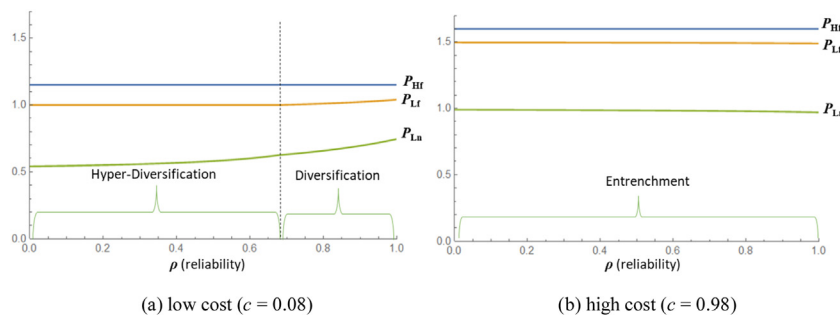 1.5
1.0
0.5
0.0
P_Hf
P_Lf
P_Ln
Hyper-Diversification
Diversification
0.0 0.2 0.4 0.6 0.8 1.0
ρ (reliability)
(a) low cost (c = 0.08)
1.5
1.0
0.5
0.0
P_Hf
P_Lf
Entrenchment
0.0 0.2 0.4 0.6 0.8 1.0
ρ (reliability)
(b) high cost (c = 0.98)